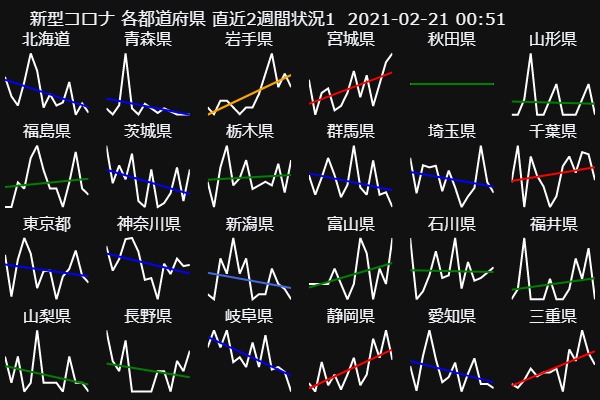 新型コロナ 各都道府県 直近2週間状況1 2021-02-21 00:51
北海道 青森県 岩手県 宮城県 秋田県 山形県
福島県 茨城県 栃木県 群馬県 埼玉県 千葉県
東京都 神奈川県 新潟県 富山県 石川県 福井県
山梨県 長野県 岐阜県 静岡県 愛知県 三重県